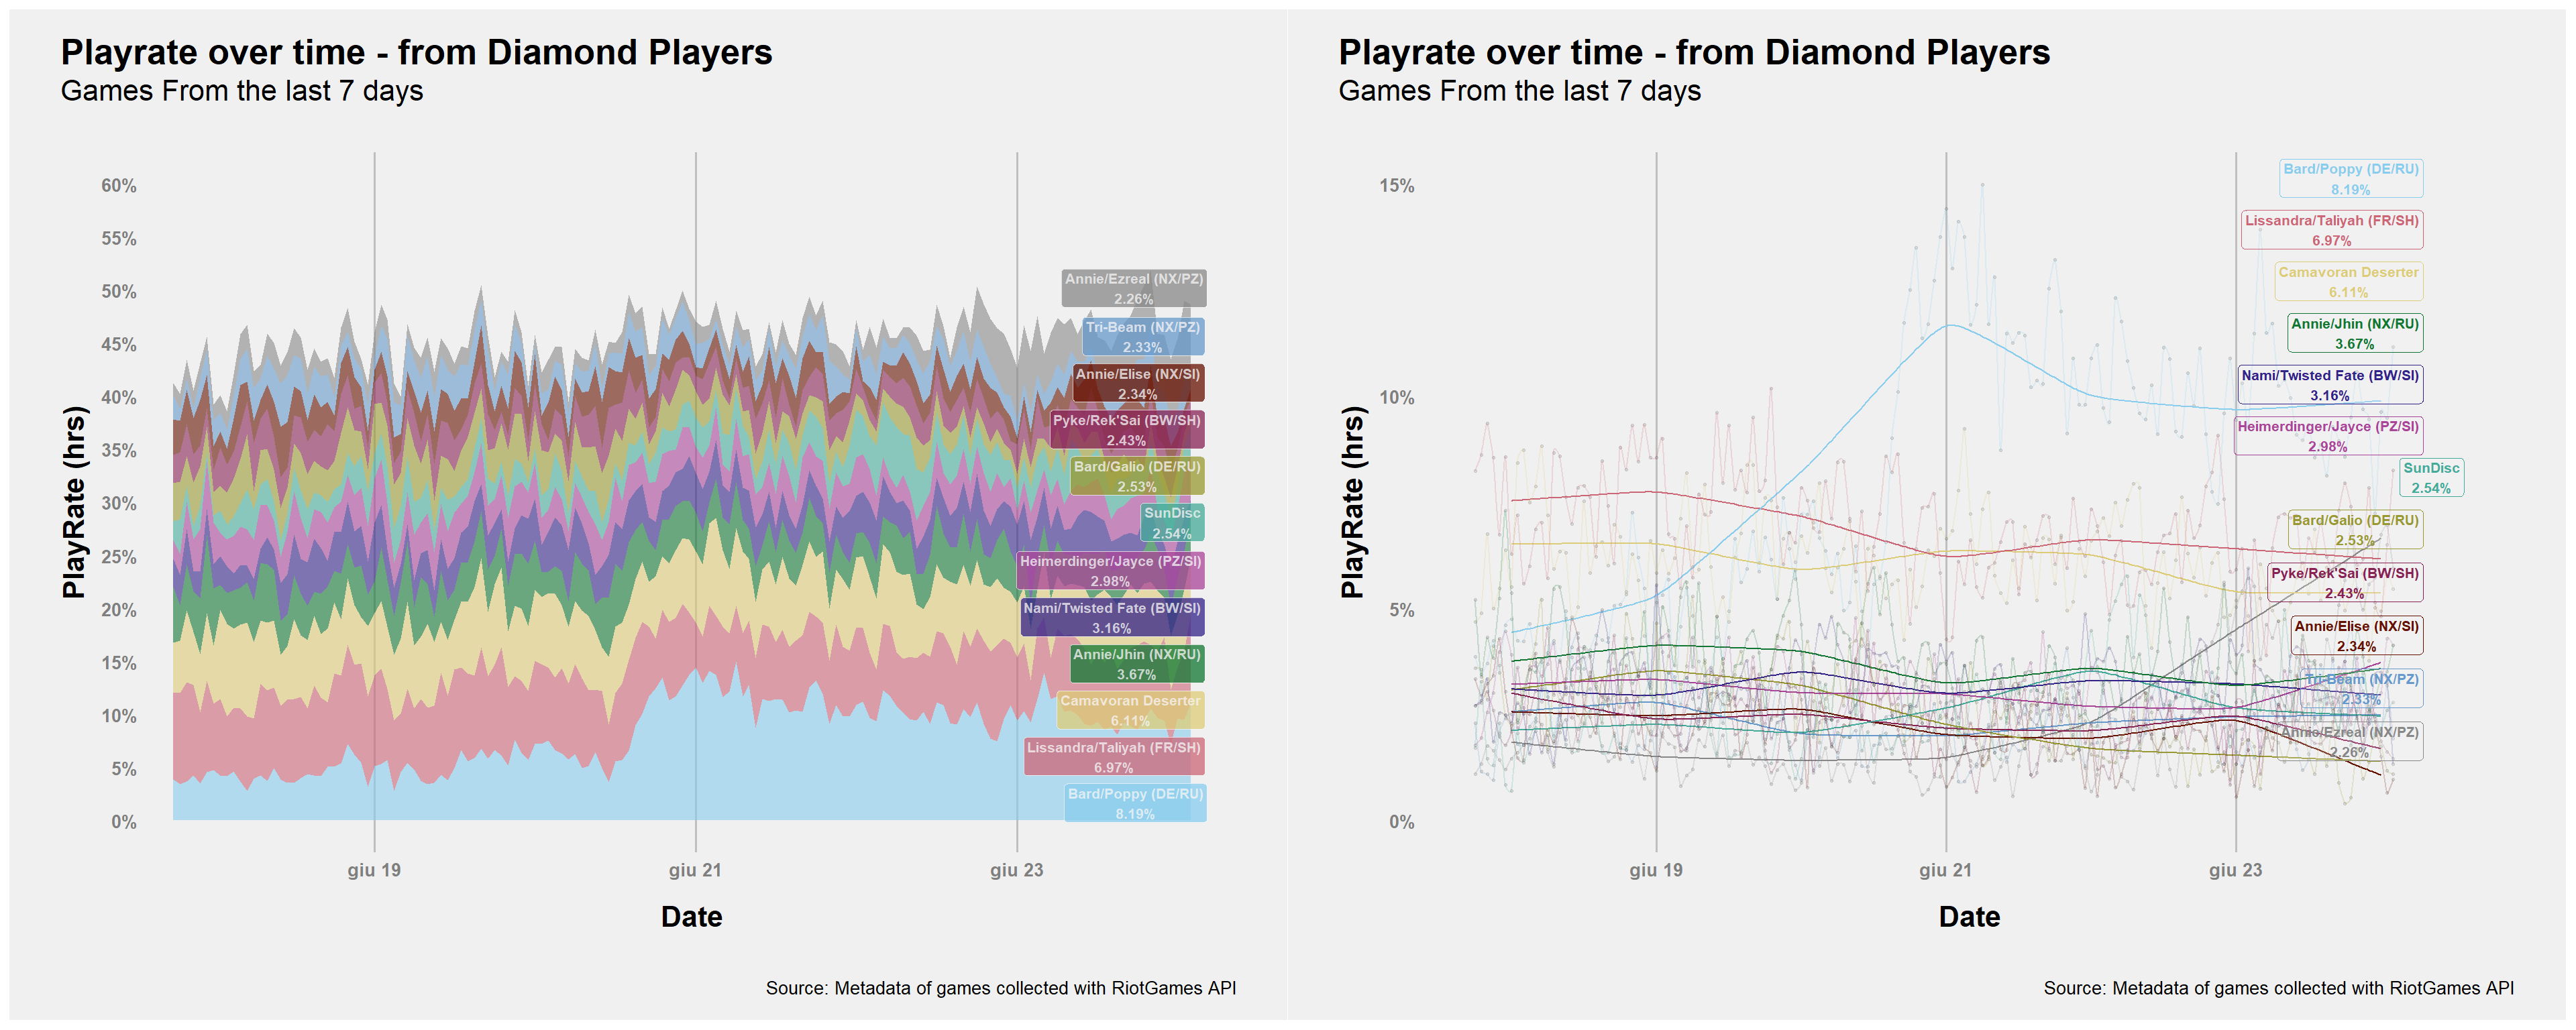 Playrate over time - from Diamond Players
Games From the last 7 days
60%
55%
50%
45%
40%
35%
30%
25%
20%
15%
10%
5%
0%
PlayRate (hrs)
Annie/Ezreal (NX/PZ)
2.26%
Tri-Beam (NX/PZ)
2.33%
Annie/Elise (NX/SI)
2.34%
Pyke/Rek'Sai (BW/SH)
2.43%
Bard/Galio (DE/RU)
2.53%
SunDisc
2.54%
Heimerdinger/Jayce (PZ/SI)
2.98%
Nami/Twisted Fate (BW/SI)
3.16%
Annie/Jhin (NX/RU)
3.67%
Camavoran Deserter
6.11%
Lissandra/Taliyah (FR/SH)
6.97%
Bard/Poppy (DE/RU)
8.19%
giu 19
giu 21
giu 23
Date
Source: Metadata of games collected with RiotGames API
Playrate over time - from Diamond Players
Games From the last 7 days
15%
10%
5%
0%
PlayRate (hrs)
Bard/Poppy (DE/RU)
8.19%
Lissandra/Taliyah (FR/SH)
6.97%
Camavoran Deserter
6.11%
Annie/Jhin (NX/RU)
3.67%
Nami/Twisted Fate (BW/SI)
3.16%
Heimerdinger/Jayce (PZ/SI)
2.98%
SunDisc
2.54%
Bard/Galio (DE/RU)
2.53%
Pyke/Rek'Sai (BW/SH)
2.43%
Annie/Elise (NX/SI)
2.34%
Tri-Beam (NX/PZ)
2.33%
Annie/Ezreal (NX/PZ)
2.26%
giu 19
giu 21
giu 23
Date
Source: Metadata of games collected with RiotGames API